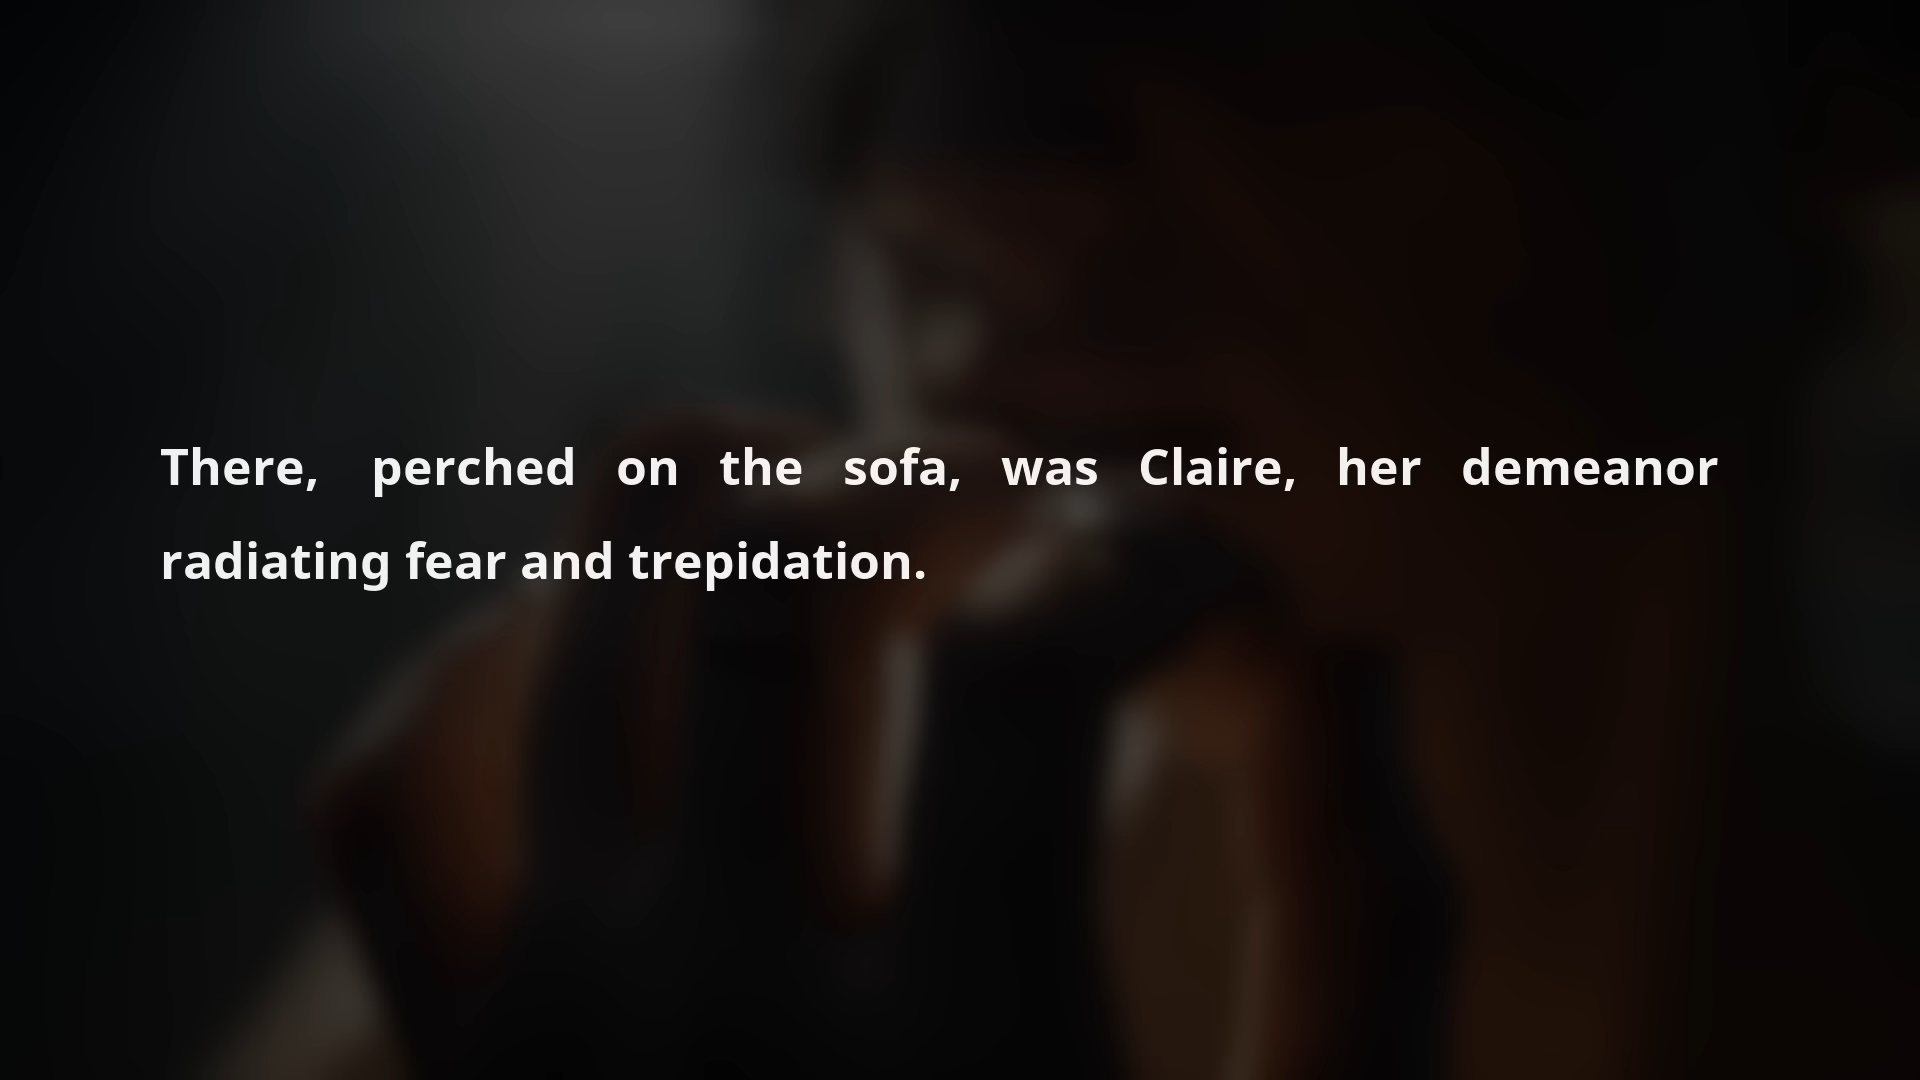 There, perched on the sofa, was Claire, her demeanor
radiating fear and trepidation.